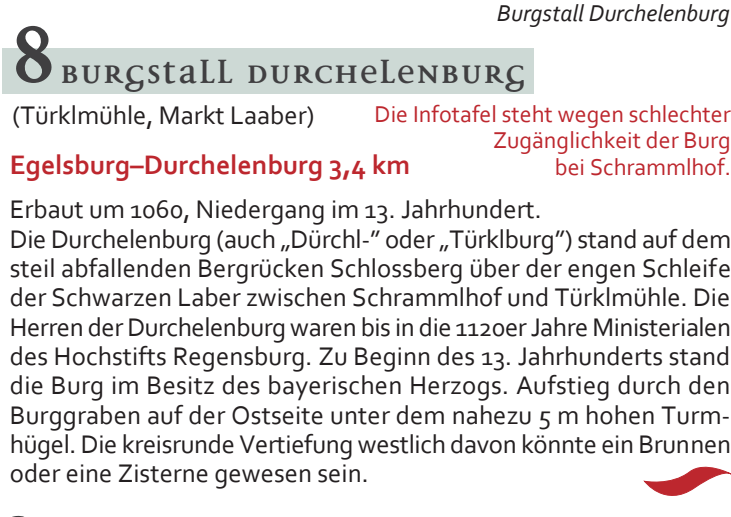 Burgstall Durchelenburg
8 Burgstall Durchelenburg
(Türklmühle, Markt Laaber)
Die Infotafel steht wegen schlechter
Zugänglichkeit der Burg
bei Schrammlhof.
Egelsburg–Durchelenburg 3,4 km
Erbaut um 1060, Niedergang im 13. Jahrhundert.
Die Durchelenburg (auch „Dürchl-” oder „Türklburg”) stand auf dem
steil abfallenden Bergrücken Schlossberg über der engen Schleife
der Schwarzen Laber zwischen Schrammlhof und Türklmühle. Die
Herren der Durchelenburg waren bis in die 1120er Jahre Ministerialen
des Hochstifts Regensburg. Zu Beginn des 13. Jahrhunderts stand
die Burg im Besitz des bayerischen Herzogs. Aufstieg durch den
Burggraben auf der Ostseite unter dem nahezu 5 m hohen Turm-
hügel. Die kreisrunde Vertiefung westlich davon könnte ein Brunnen
oder eine Zisterne gewesen sein.